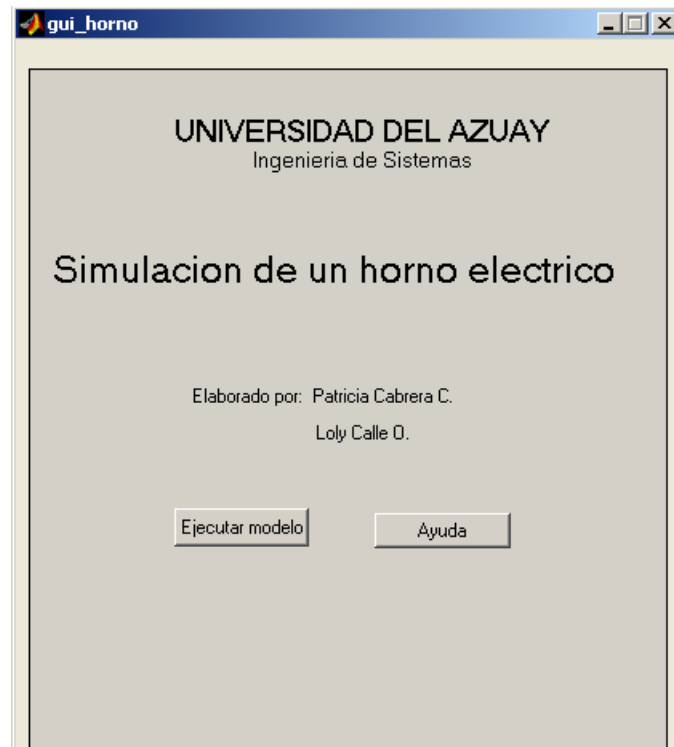 gui_horno
UNIVERSIDAD DEL AZUAY
Ingenieria de Sistemas
Simulacion de un horno electrico
Elaborado por: Patricia Cabrera C.
Loly Calle O.
Ejecutar modelo
Ayuda